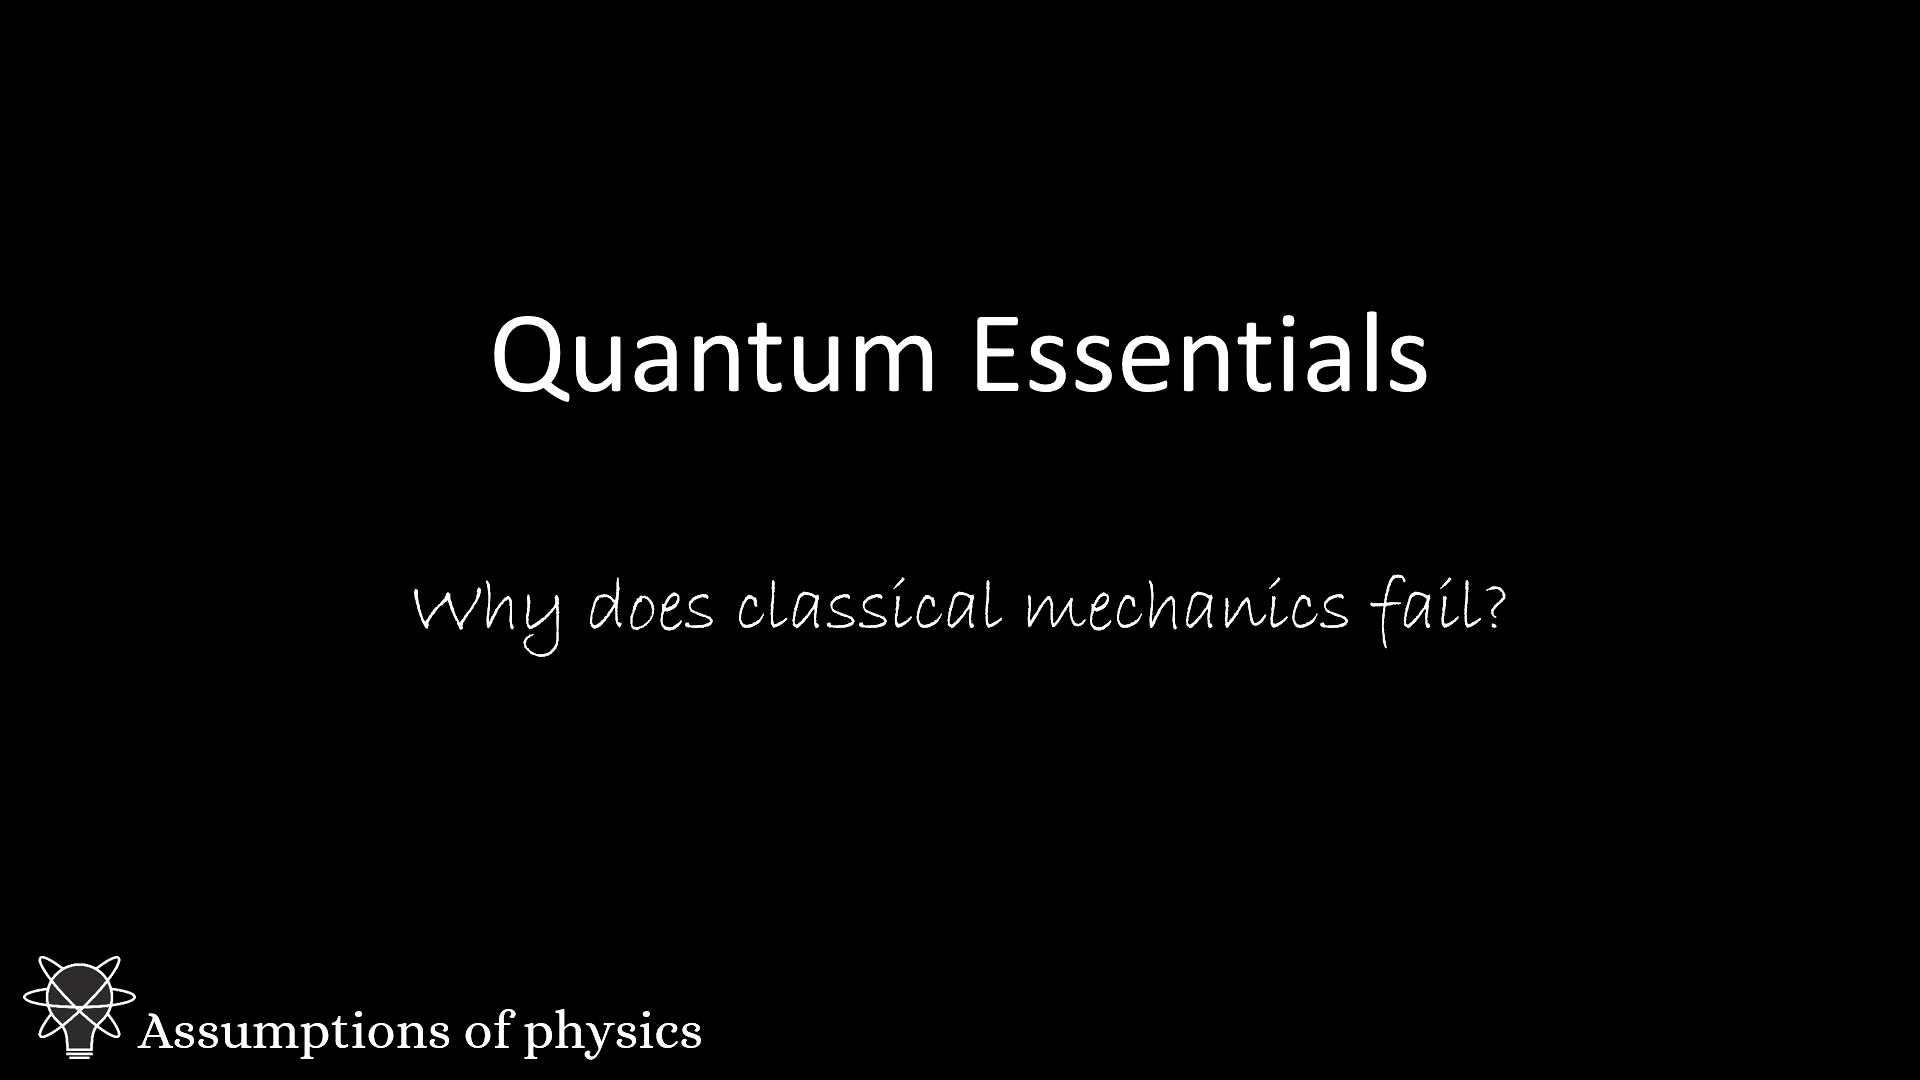 Quantum Essentials
Why does classical mechanics fail?
Assumptions of physics